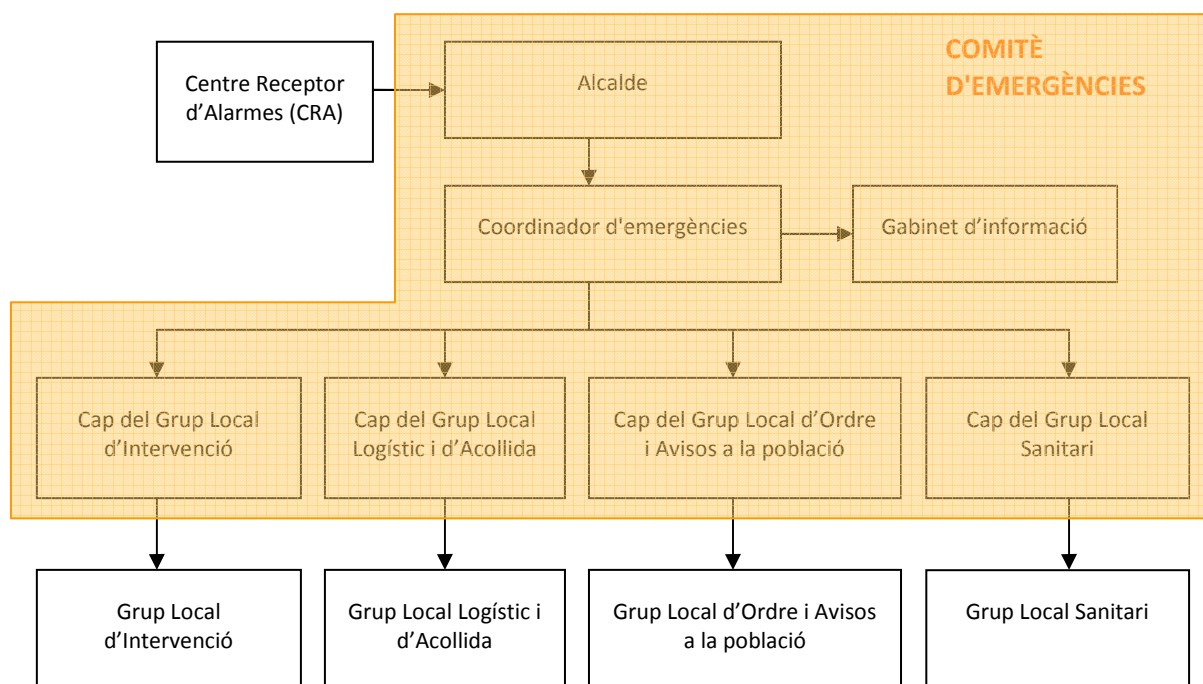 COMITÈ
D'EMERGÈNCIES
Centre Receptor
d’Alarmes (CRA)
Alcalde
Coordinador d'emergències
Gabinet d’informació
Cap del Grup Local
d’Intervenció
Cap del Grup Local
Logístic i d’Acollida
Cap del Grup Local d’Ordre
i Avisos a la població
Cap del Grup Local
Sanitari
Grup Local
d’Intervenció
Grup Local Logístic i
d’Acollida
Grup Local d’Ordre i Avisos
a la població
Grup Local Sanitari